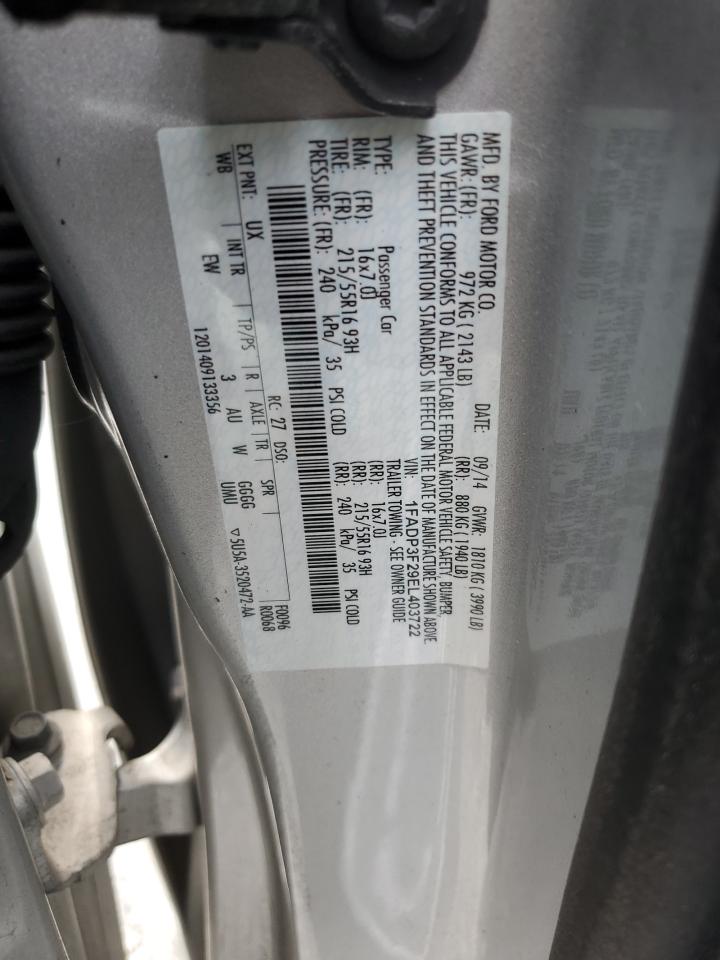 MFD. BY FORD MOTOR CO.
DATE: 09/14 GVWR: 1810 KG ( 3990 LB)
GAWR: (FR): 972 KG ( 2143 LB) (RR): 880 KG ( 1940 LB)
THIS VEHICLE CONFORMS TO ALL APPLICABLE FEDERAL MOTOR VEHICLE SAFETY, BUMPER,
AND THEFT PREVENTION STANDARDS IN EFFECT ON THE DATE OF MANUFACTURE SHOWN ABOVE
VIN: 1FADP3F29EL403722
TYPE: Passenger Car TRAILER TOWING - SEE OWNER GUIDE
RIM: (FR): 16x7.0J (RR): 16x7.0J
TIRE: (FR): 215/55R16 93H (RR): 215/55R16 93H
PRESSURE: (FR): 240 kPa/ 35 PSI COLD (RR): 240 kPa/ 35 PSI COLD
F0096
RC: 27 DSO: R0068
EXT PNT: UX
WB INT TR TP/PS R AXLE TR SPR
EW 3 AU W GGGG UMU
1201409133356 ▽5U5A-3520472-AA